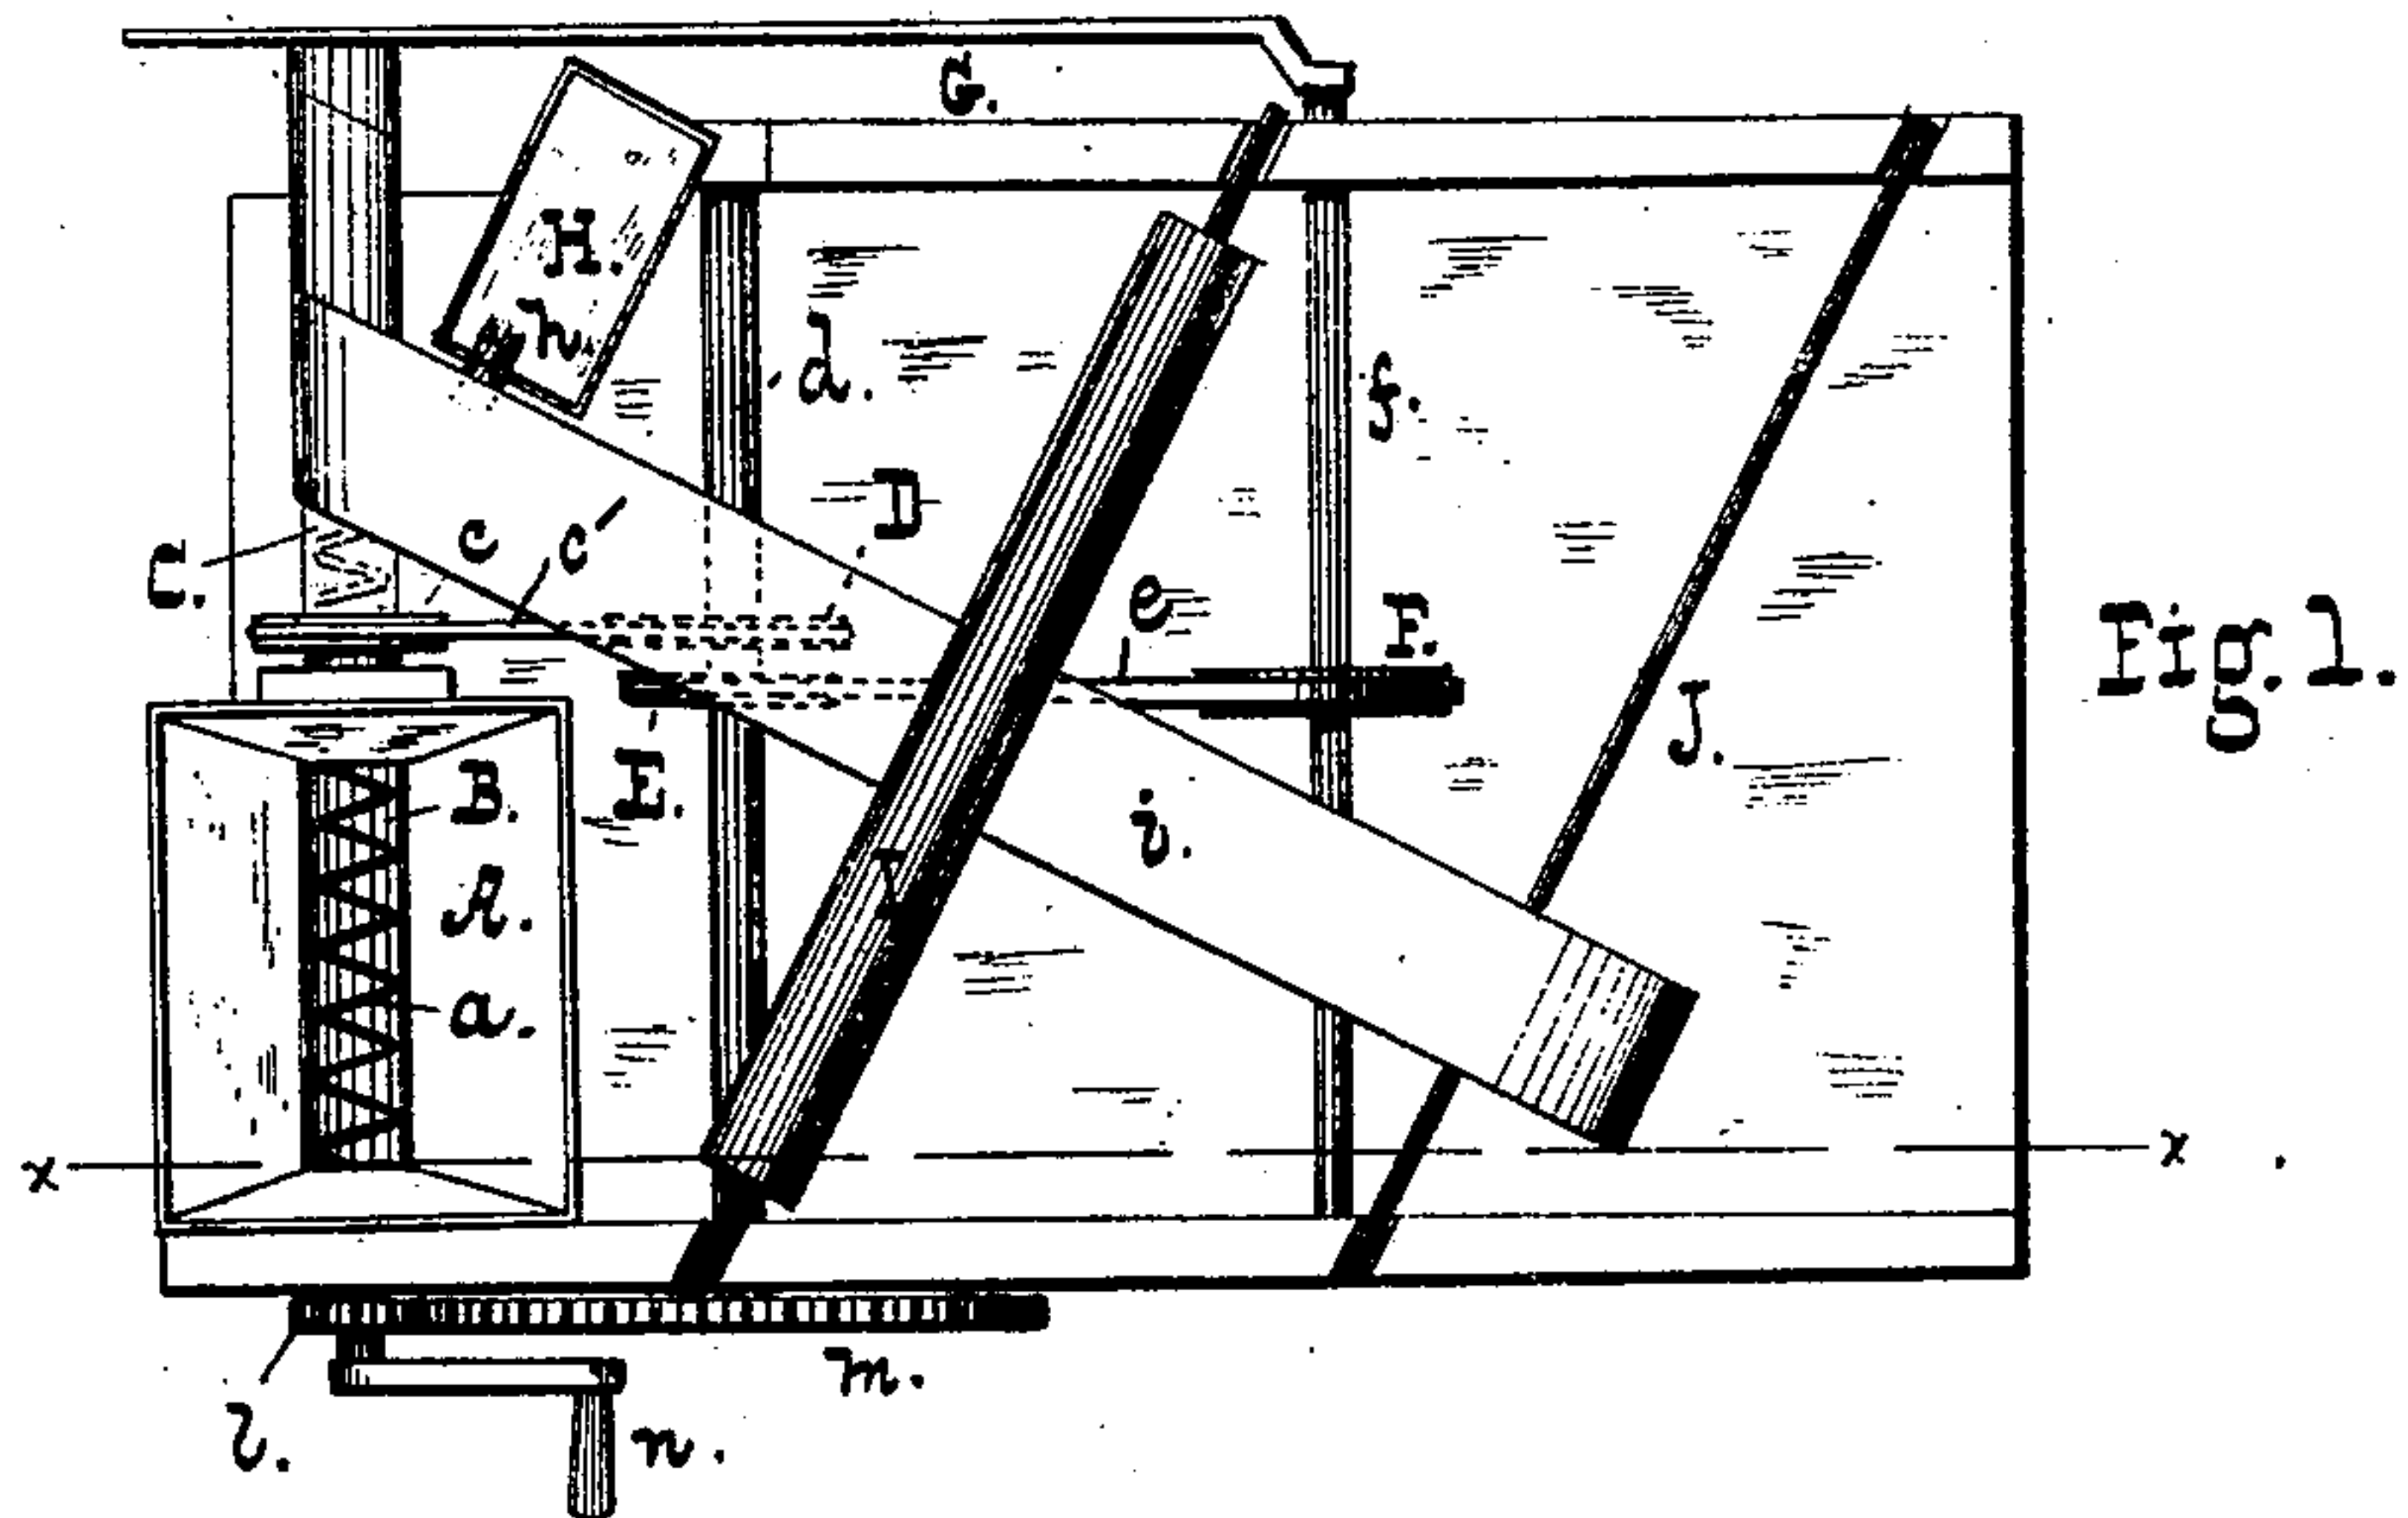 G.
H.
h.
d.
f.
D
C.
c
c'
e
F.
Fig. 1.
E.
J.
B.
i.
A.
I
a.
x
x
m.
l.
n.